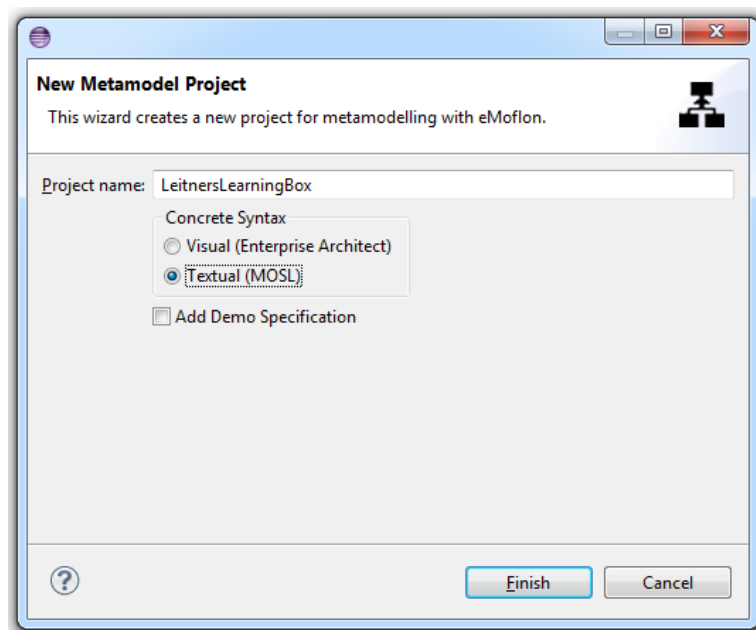 New Metamodel Project
This wizard creates a new project for metamodelling with eMoflon.
Project name: LeitnersLearningBox
Concrete Syntax
Visual (Enterprise Architect)
Textual (MOSL)
Add Demo Specification
? Finish Cancel